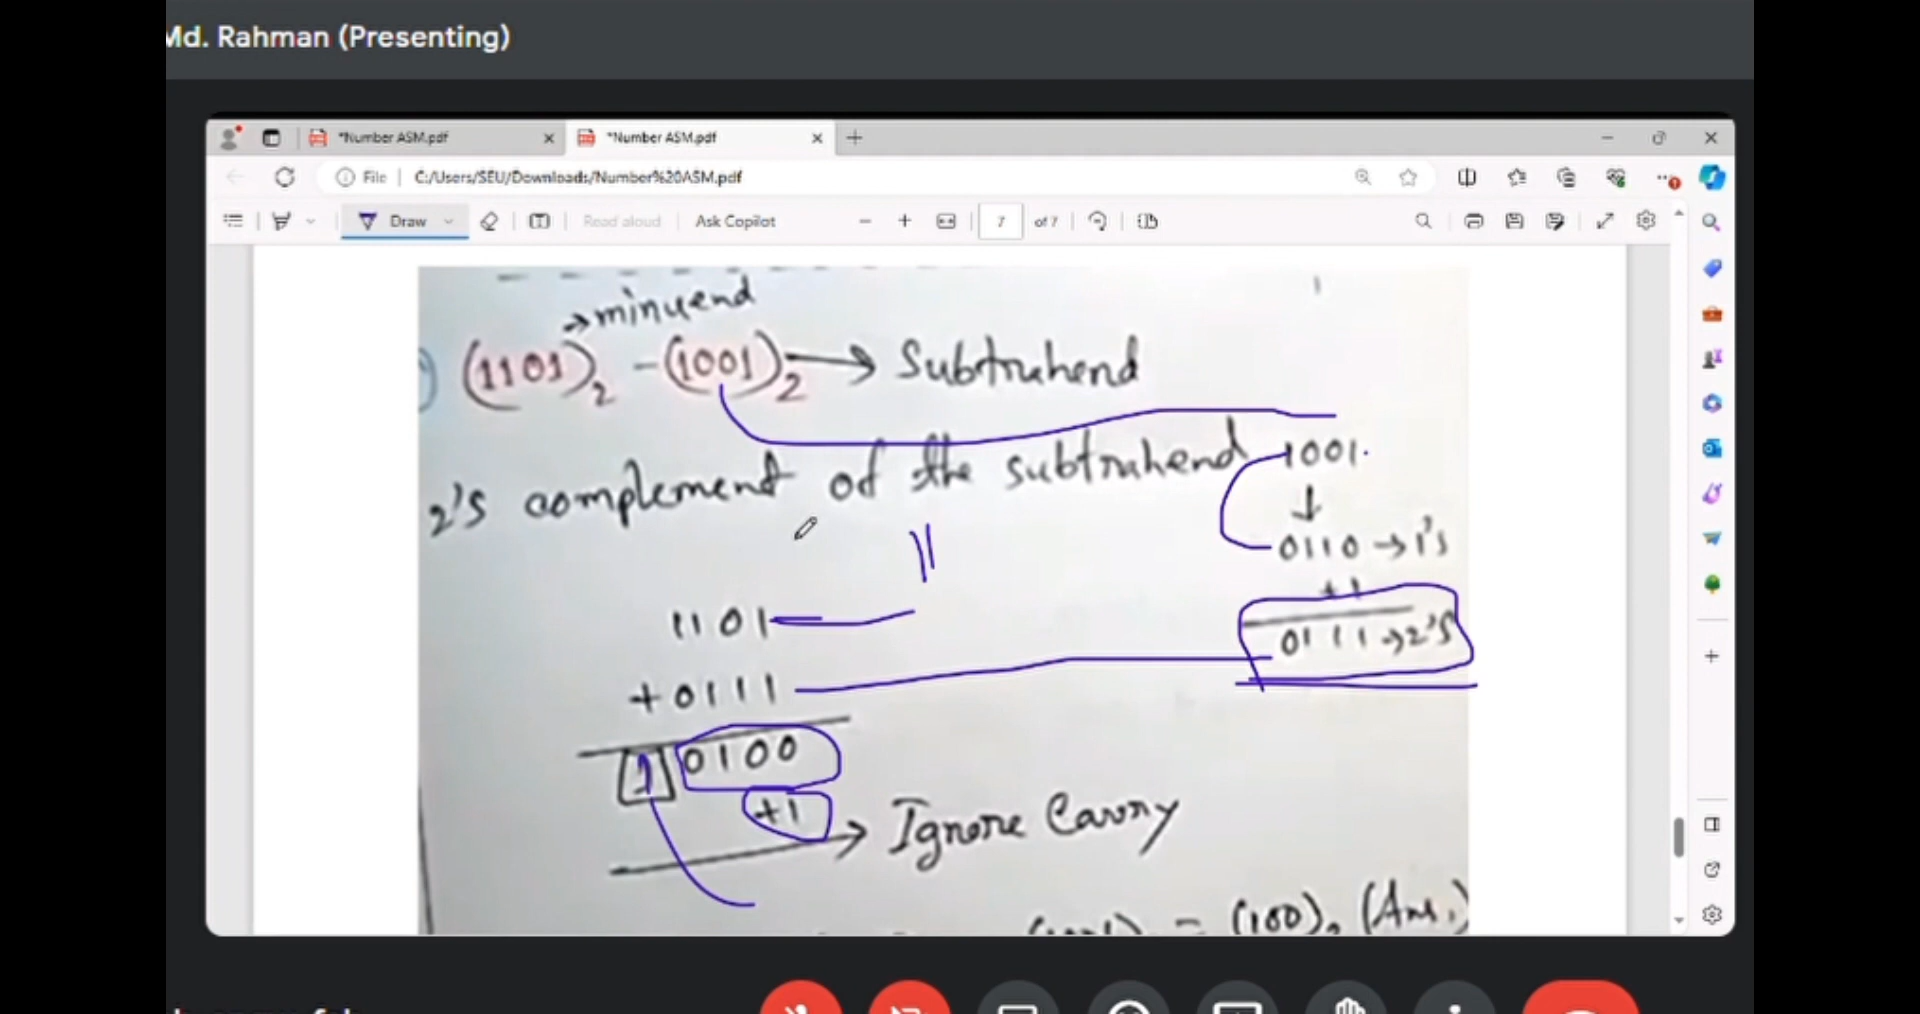 Md. Rahman (Presenting)
*Number ASM.pdf
*Number ASM.pdf
File | C:/Users/SEU/Downloads/Number%20ASM.pdf
Draw
Read aloud
Ask Copilot
7 of 7
→minuend
(1101)₂ - (1001)₂ → Subtrahend
2's complement of the subtrahend
1001.
↓
0110 → 1's
+1
0111 → 2's
1101
+0111
1 0100
+1
→ Ignore Carry
= (100)₂ (Ans.)